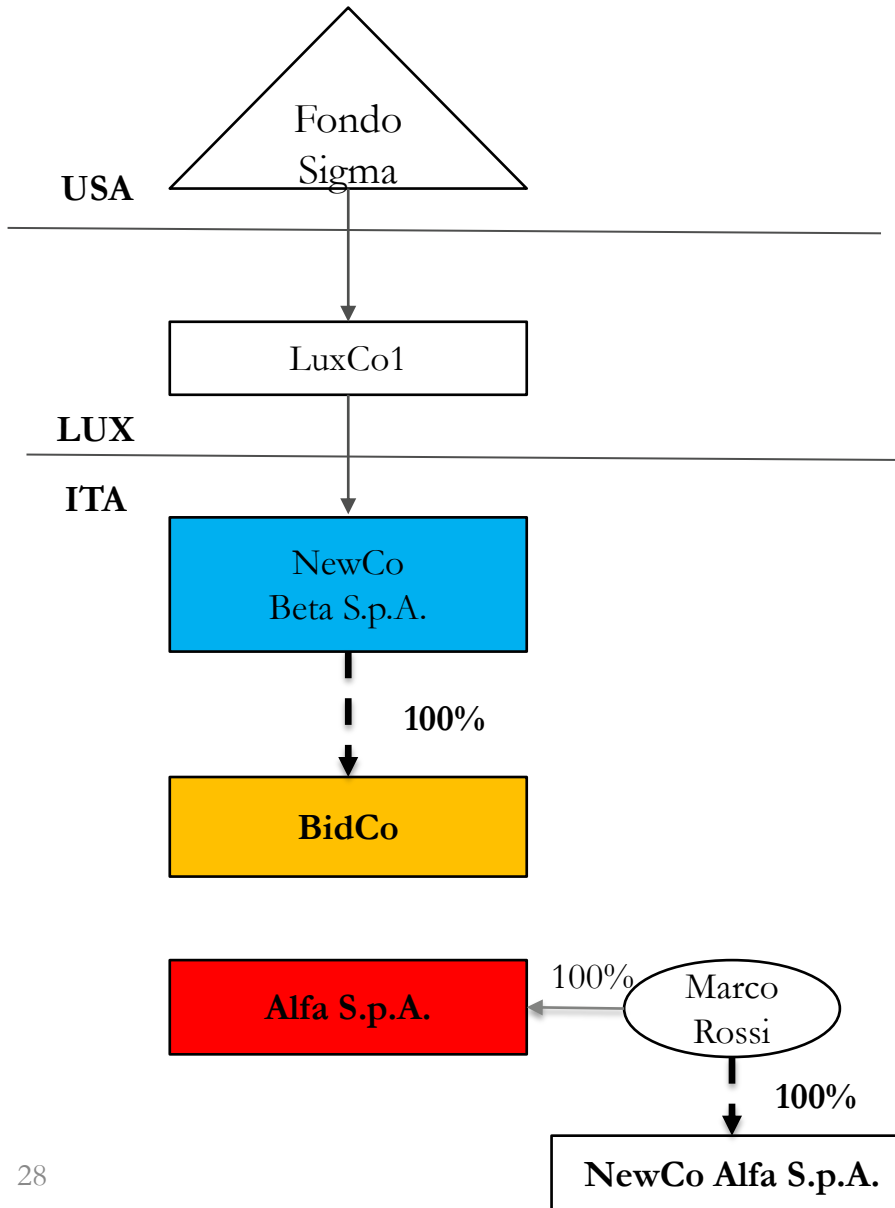 Fondo
Sigma
USA
LuxCo1
LUX
ITA
NewCo
Beta S.p.A.
100%
BidCo
Alfa S.p.A.
100%
Marco
Rossi
100%
NewCo Alfa S.p.A.
28